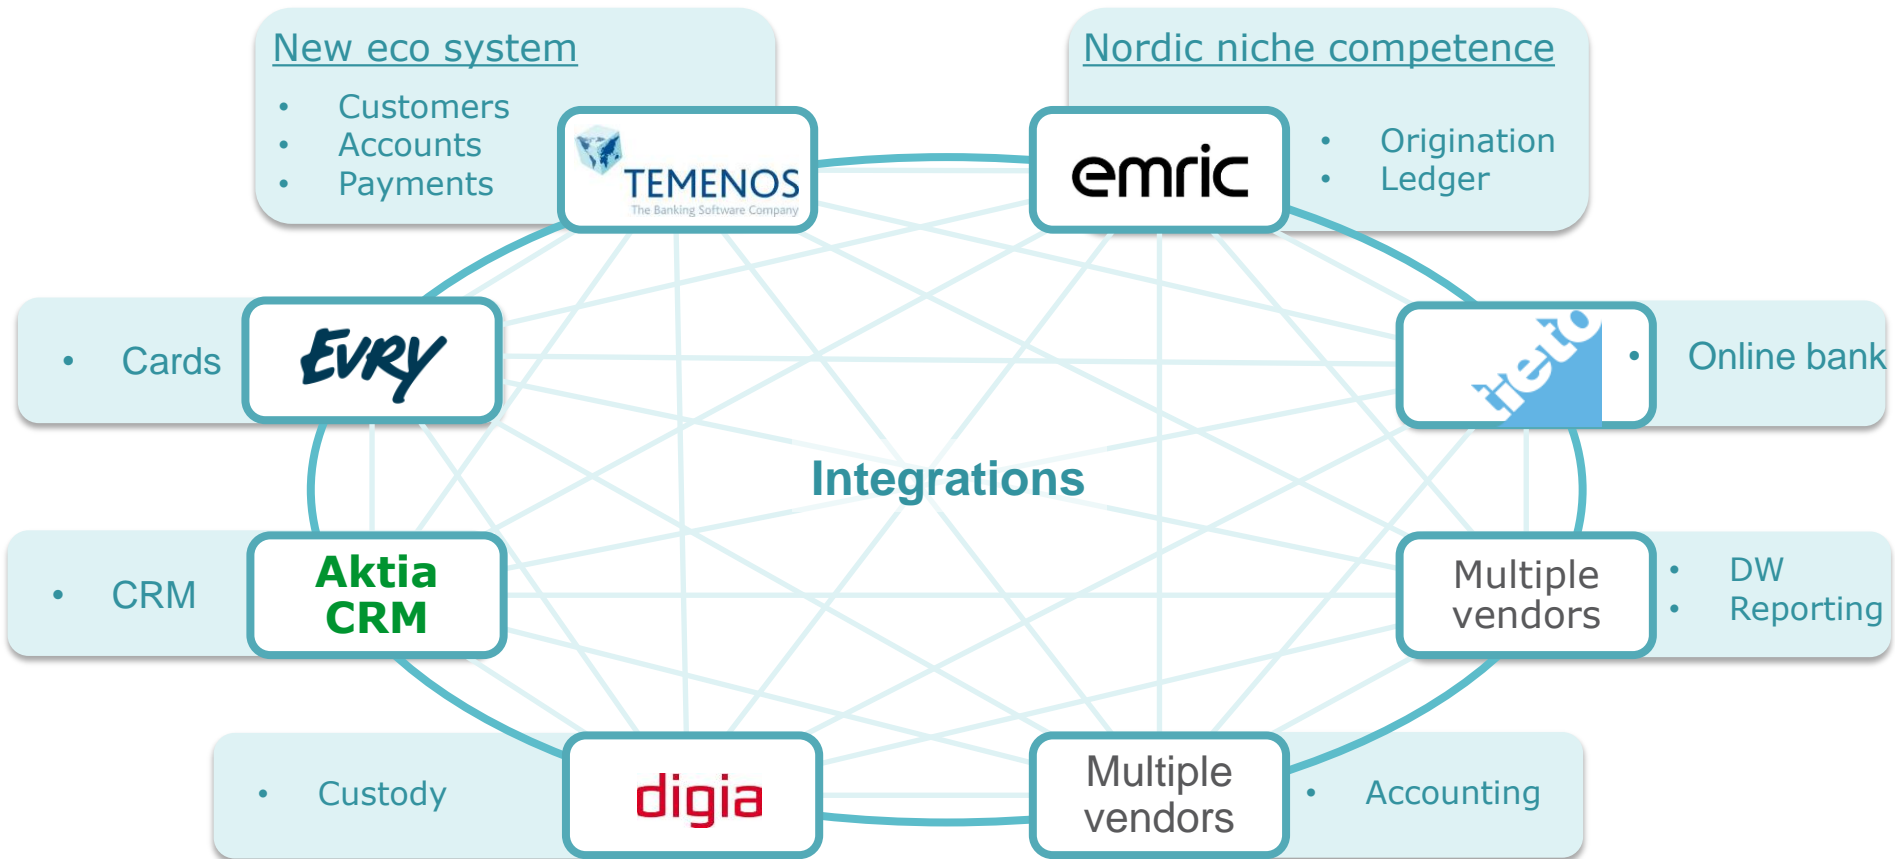 New eco system
• Customers
• Accounts
• Payments
TEMENOS
The Banking Software Company
Nordic niche competence
emric
• Origination
• Ledger
• Cards
EVRY
tieto
• Online bank
Integrations
• CRM
Aktia
CRM
Multiple
vendors
• DW
• Reporting
• Custody
digia
Multiple
vendors
• Accounting